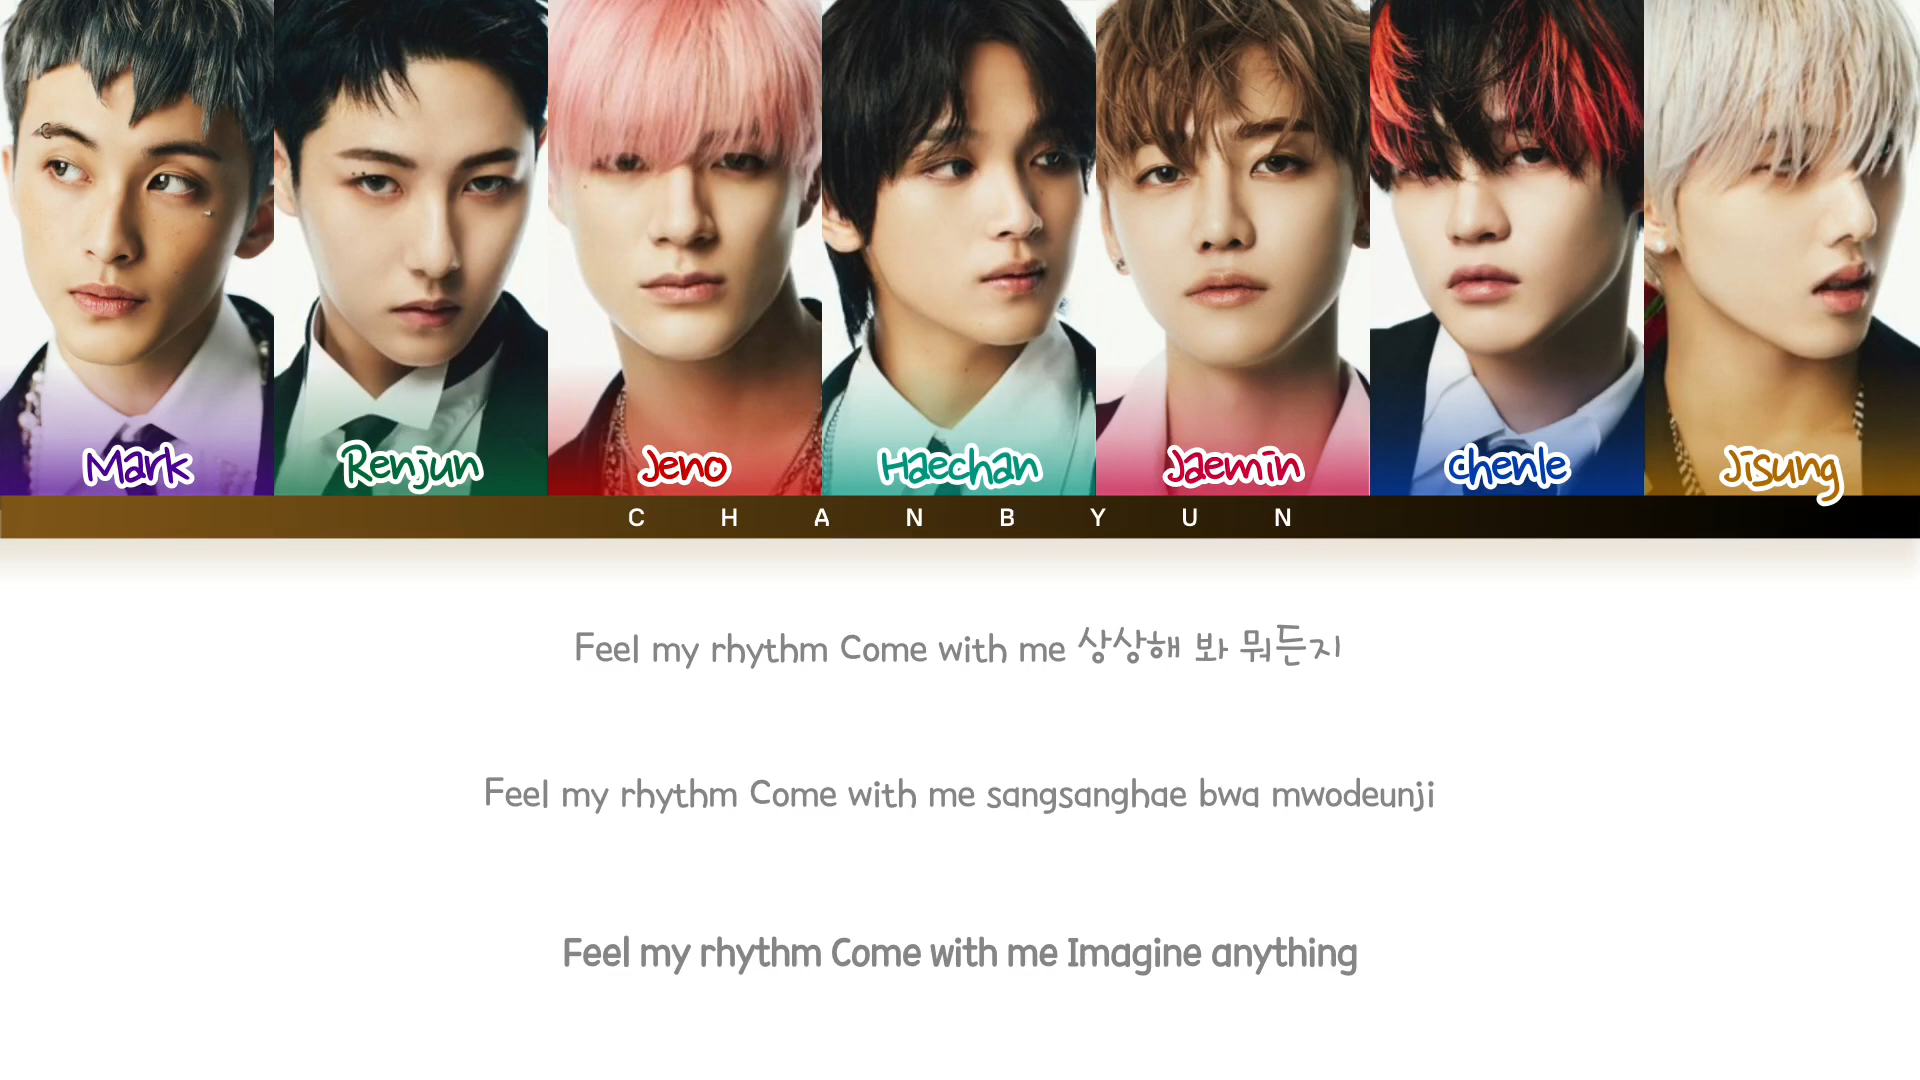 Mark Renjun Jeno Haechan Jaemin chenle Jisung
CHANBYUN
Feel my rhythm Come with me 상상해 봐 뭐든지
Feel my rhythm Come with me sangsanghae bwa mwodeunji
Feel my rhythm Come with me Imagine anything